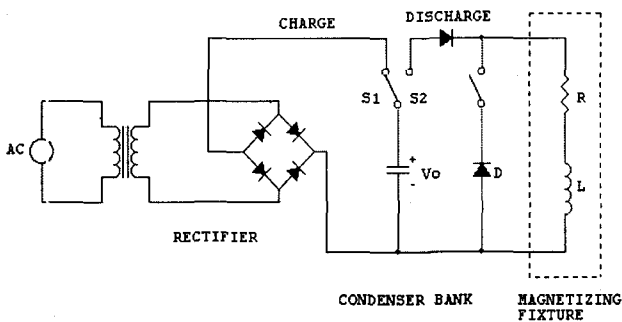 CHARGE
DISCHARGE
S1
S2
R
AC
+
Vo
-
D
L
RECTIFIER
CONDENSER BANK
MAGNETIZING
FIXTURE